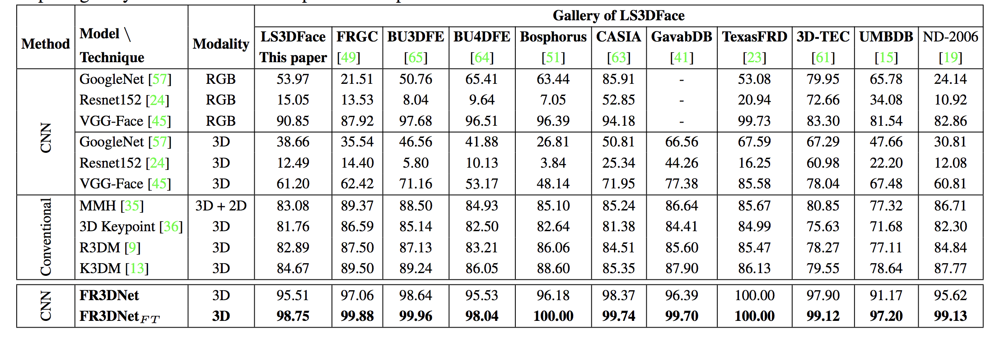 Gallery of LS3DFace
Method Model \ Technique Modality LS3DFace This paper FRGC [49] BU3DFE [65] BU4DFE [64] Bosphorus [51] CASIA [63] GavabDB [41] TexasFRD [23] 3D-TEC [61] UMBDB [15] ND-2006 [19]
CNN
GoogleNet [57] RGB 53.97 21.51 50.76 65.41 63.44 85.91 - 53.08 79.95 65.78 24.14
Resnet152 [24] RGB 15.05 13.53 8.04 9.64 7.05 52.85 - 20.94 72.66 34.08 10.92
VGG-Face [45] RGB 90.85 87.92 97.68 96.51 96.39 94.18 - 99.73 83.30 81.54 82.86
GoogleNet [57] 3D 38.66 35.54 46.56 41.88 26.81 50.81 66.56 67.59 67.29 47.66 30.81
Resnet152 [24] 3D 12.49 14.40 5.80 10.13 3.84 25.34 44.26 16.25 60.98 22.20 12.08
VGG-Face [45] 3D 61.20 62.42 71.16 53.17 48.14 71.95 77.38 85.58 78.04 67.48 60.81
Conventional
MMH [35] 3D + 2D 83.08 89.37 88.50 84.93 85.10 85.24 86.64 85.67 80.85 77.32 86.71
3D Keypoint [36] 3D 81.76 86.59 85.14 82.50 82.64 81.38 84.41 84.99 75.63 71.68 82.30
R3DM [9] 3D 82.89 87.50 87.13 83.21 86.06 84.51 85.60 85.47 78.27 77.11 84.84
K3DM [13] 3D 84.67 89.50 89.24 86.05 88.60 85.35 87.90 86.13 79.55 78.64 87.77
CNN
FR3DNet 3D 95.51 97.06 98.64 95.53 96.18 98.37 96.39 100.00 97.90 91.17 95.62
FR3DNetFT 3D 98.75 99.88 99.96 98.04 100.00 99.74 99.70 100.00 99.12 97.20 99.13